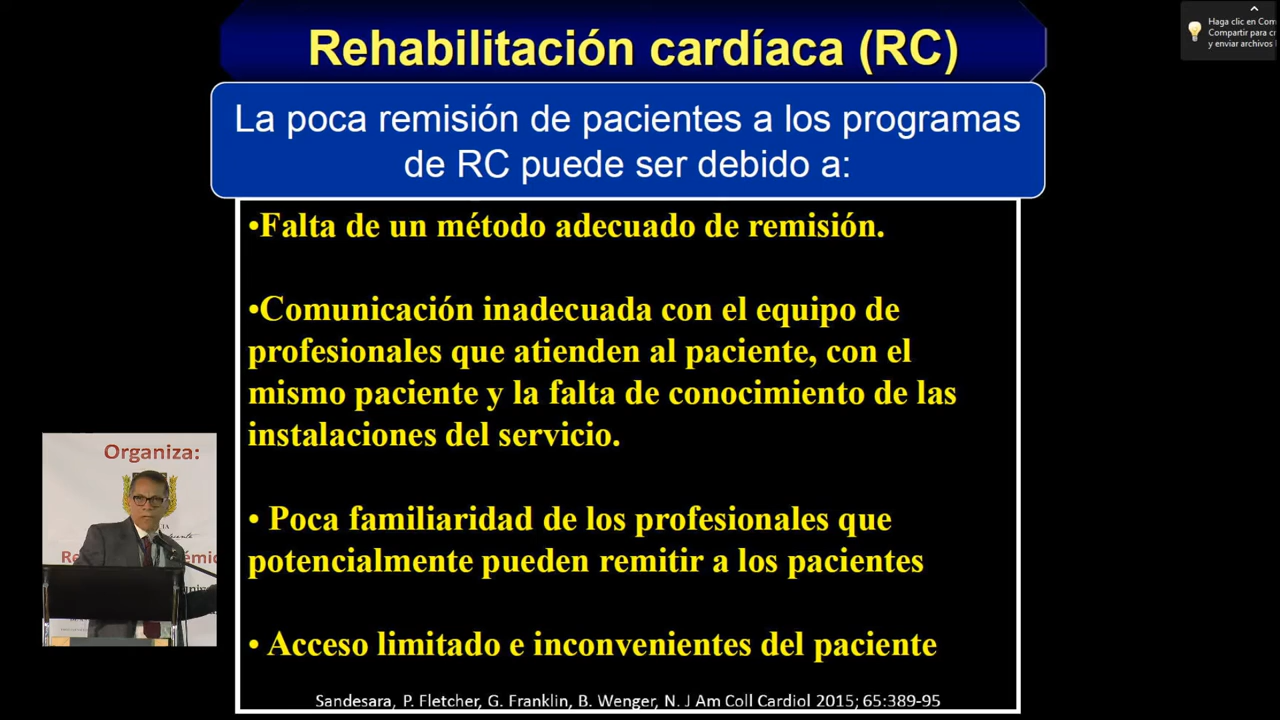 Rehabilitación cardíaca (RC)
La poca remisión de pacientes a los programas
de RC puede ser debido a:
•Falta de un método adecuado de remisión.
•Comunicación inadecuada con el equipo de
profesionales que atienden al paciente, con el
mismo paciente y la falta de conocimiento de las
instalaciones del servicio.
• Poca familiaridad de los profesionales que
potencialmente pueden remitir a los pacientes
• Acceso limitado e inconvenientes del paciente
Sandesara, P. Fletcher, G. Franklin, B. Wenger, N. J Am Coll Cardiol 2015; 65:389-95
Haga clic en Com
Compartir para c
y enviar archivos
Organiza: